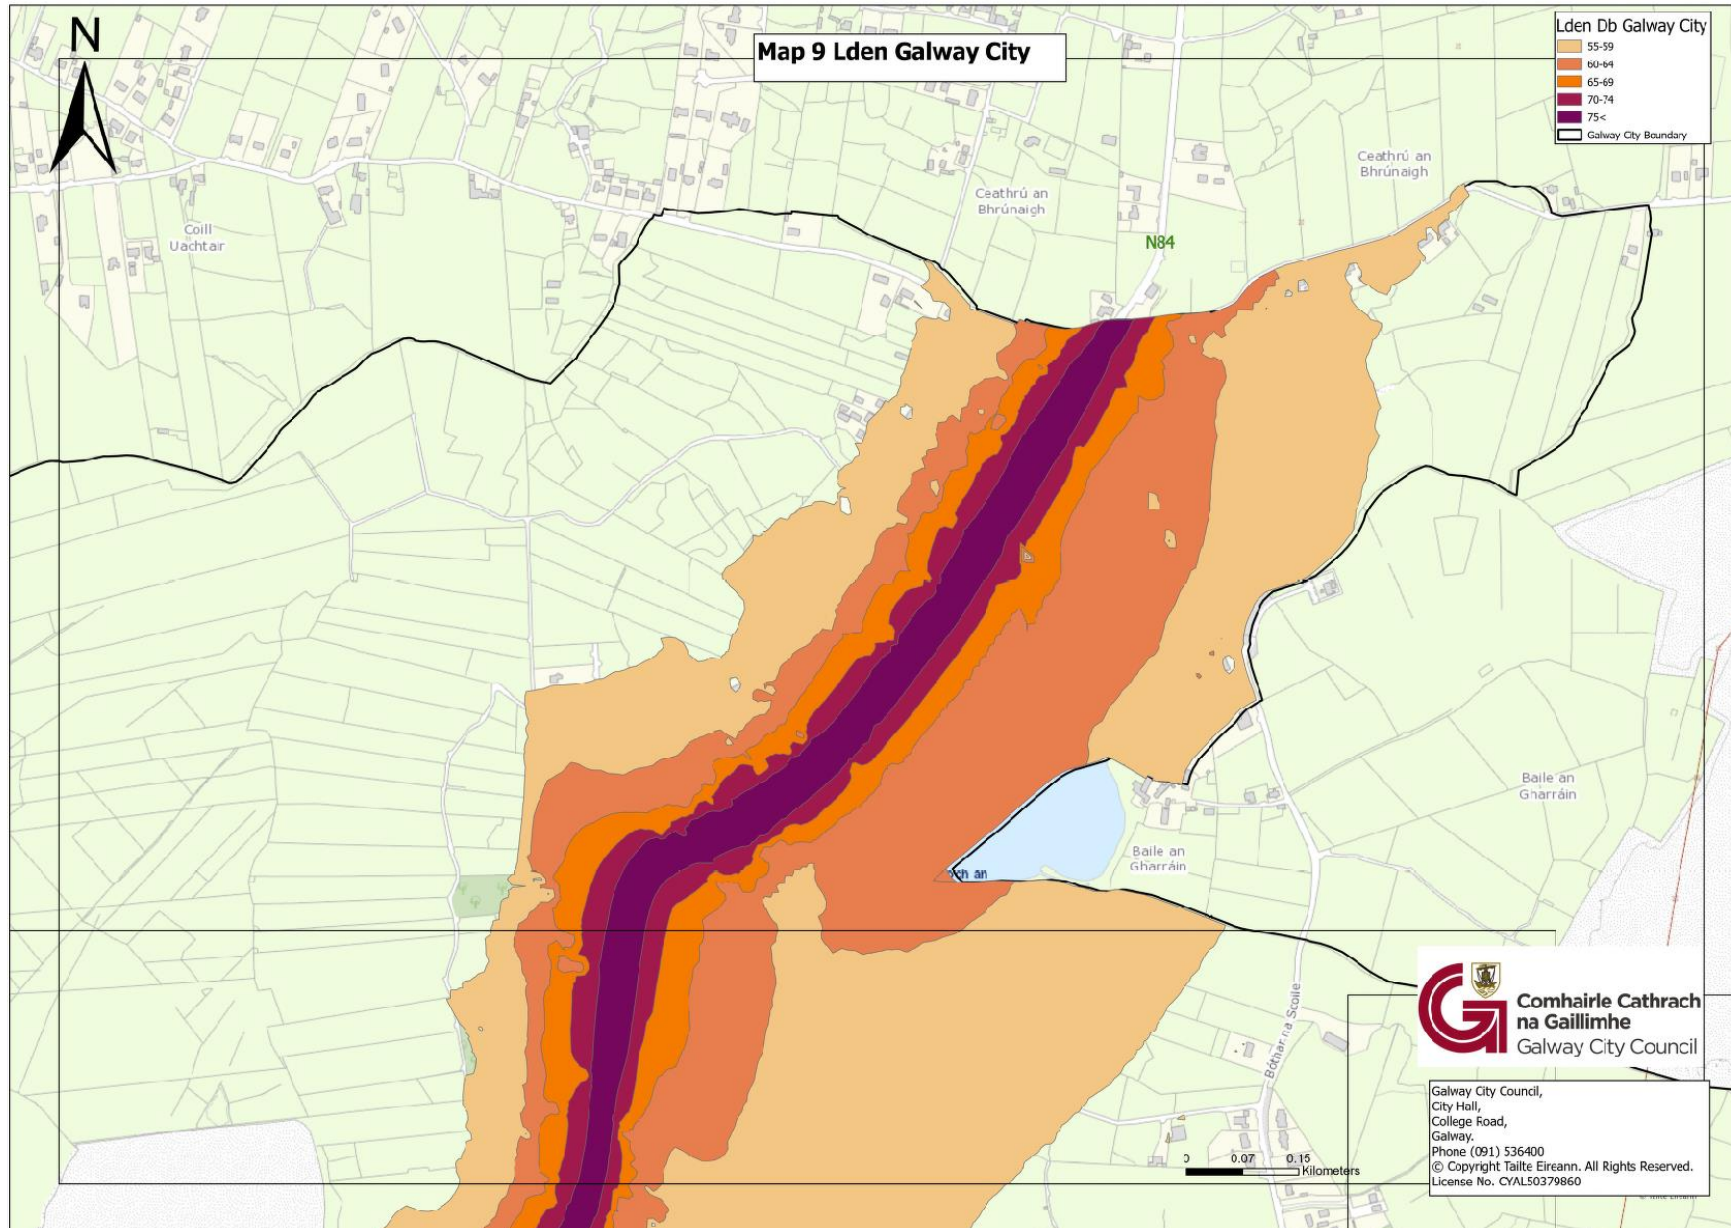 N
Map 9 Lden Galway City
Lden Db Galway City
55-59
60-64
65-69
70-74
75<
Galway City Boundary
Ceathrú an
Bhrúnaigh
Ceathrú an
Bhrúnaigh
Coill
Uachtair
N84
Baile an
Gharráin
Baile an
Gharráin
ch an
Bóthar na Scoile
Comhairle Cathrach
na Gaillimhe
Galway City Council
Galway City Council,
City Hall,
College Road,
Galway.
Phone (091) 536400
© Copyright Tailte Eireann. All Rights Reserved.
License No. CYAL50379860
0 0.07 0.15
Kilometers